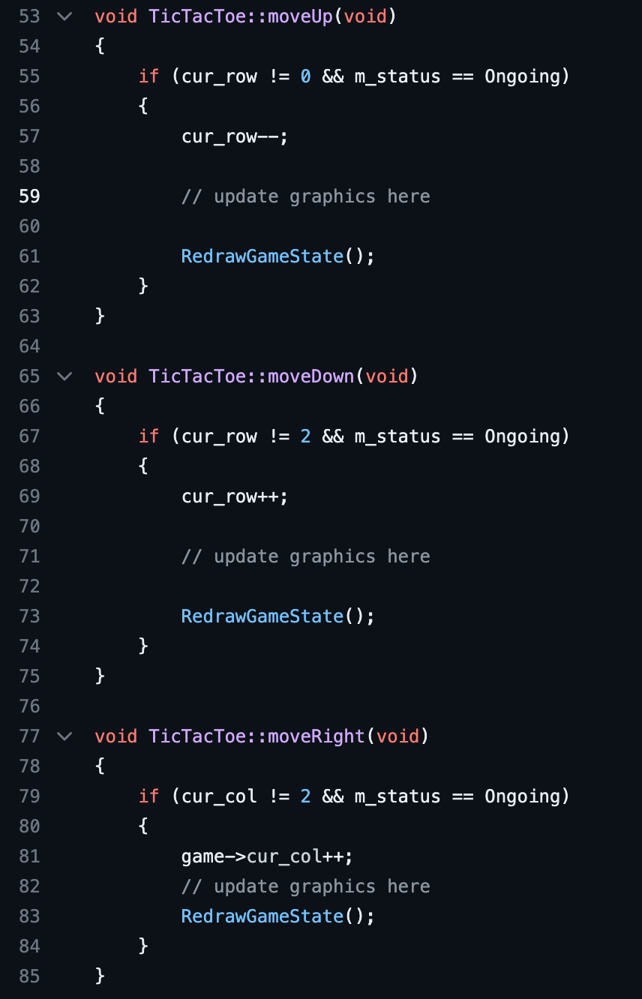 53 void TicTacToe::moveUp(void)
54 {
55     if (cur_row != 0 && m_status == Ongoing)
56     {
57         cur_row--;
58
59         // update graphics here
60
61         RedrawGameState();
62     }
63 }
64
65 void TicTacToe::moveDown(void)
66 {
67     if (cur_row != 2 && m_status == Ongoing)
68     {
69         cur_row++;
70
71         // update graphics here
72
73         RedrawGameState();
74     }
75 }
76
77 void TicTacToe::moveRight(void)
78 {
79     if (cur_col != 2 && m_status == Ongoing)
80     {
81         game->cur_col++;
82         // update graphics here
83         RedrawGameState();
84     }
85 }